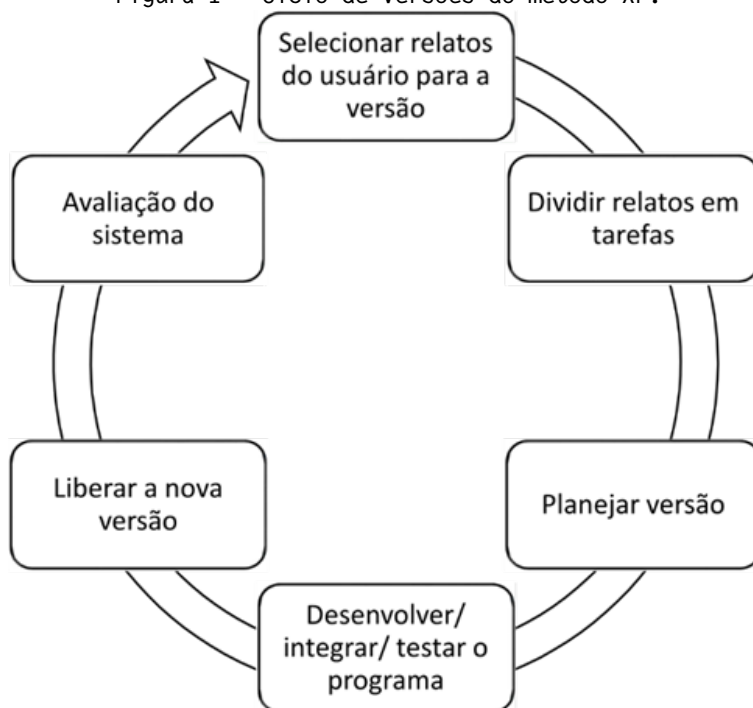 Figura 1 - Ciclo de versões do método XP.
Selecionar relatos
do usuário para a
versão
Dividir relatos em
tarefas
Planejar versão
Desenvolver/
integrar/ testar o
programa
Liberar a nova
versão
Avaliação do
sistema